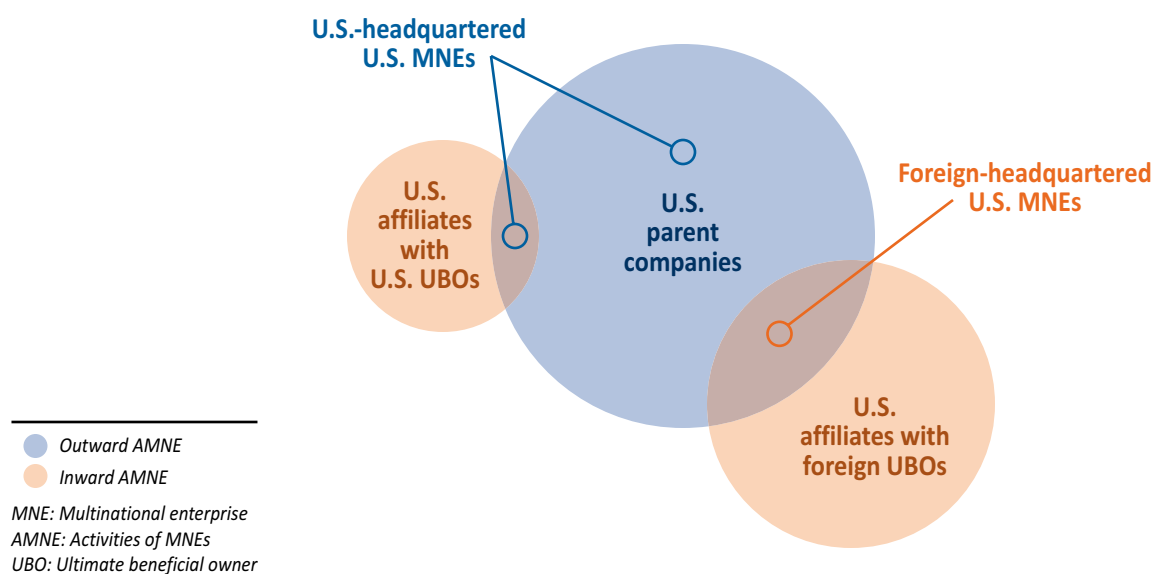 U.S.-headquartered
U.S. MNEs
Foreign-headquartered
U.S. MNEs
U.S.
affiliates
with
U.S. UBOs
U.S.
parent
companies
U.S.
affiliates with
foreign UBOs
Outward AMNE
Inward AMNE
MNE: Multinational enterprise
AMNE: Activities of MNEs
UBO: Ultimate beneficial owner